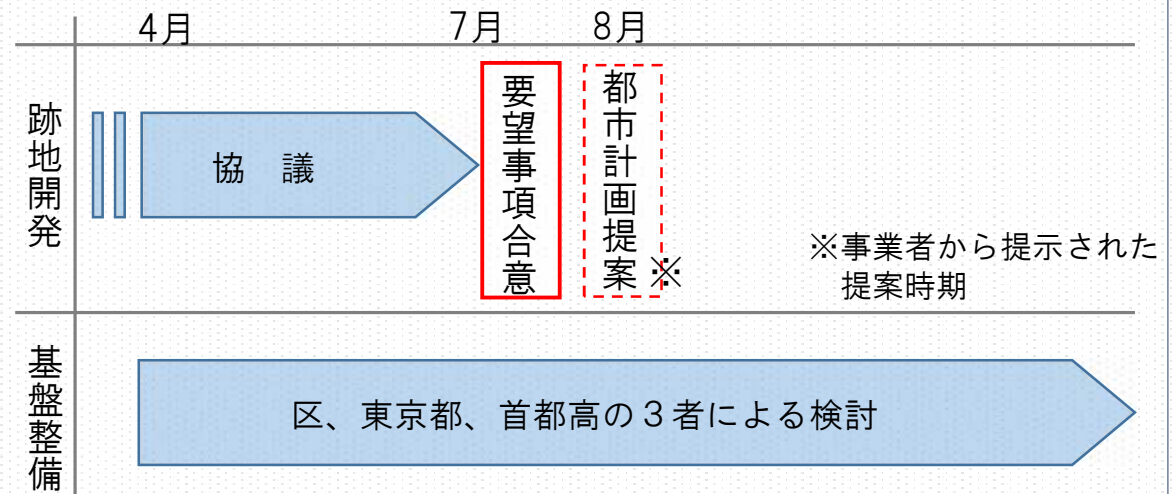 4月
7月
8月
跡地開発
協　議
要望事項合意
都市計画提案※
※事業者から提示された
提案時期
基盤整備
区、東京都、首都高の３者による検討